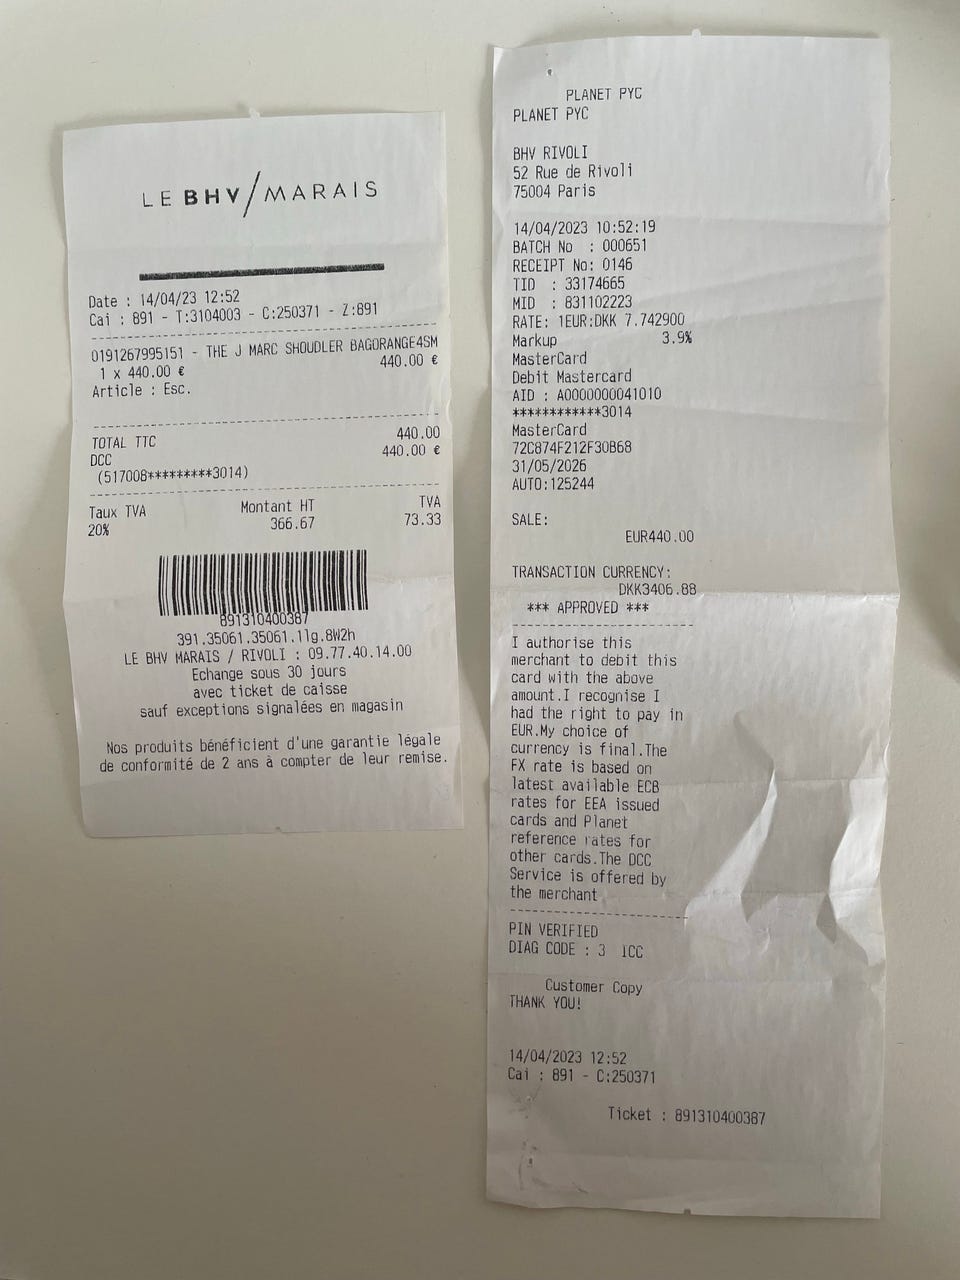 LE BHV/MARAIS
Date : 14/04/23 12:52
Cai : 891 - T:3104003 - C:250371 - Z:891
0191267995151 - THE J MARC SHOUDLER BAGORANGE4SM
1 x 440.00 € 440.00 €
Article : Esc.
TOTAL TTC 440.00
DCC 440.00 €
(517008*********3014)
Taux TVA Montant HT TVA
20% 366.67 73.33
891310400387
391.35061.35061.11g.8W2h
LE BHV MARAIS / RIVOLI : 09.77.40.14.00
Echange sous 30 jours
avec ticket de caisse
sauf exceptions signalées en magasin
Nos produits bénéficient d'une garantie légale
de conformité de 2 ans à compter de leur remise.
PLANET PYC
PLANET PYC
BHV RIVOLI
52 Rue de Rivoli
75004 Paris
14/04/2023 10:52:19
BATCH No : 000651
RECEIPT No: 0146
TID : 33174665
MID : 831102223
RATE: 1EUR:DKK 7.742900
Markup 3.9%
MasterCard
Debit Mastercard
AID : A0000000041010
************3014
MasterCard
72C874F212F30B68
31/05/2026
AUTO:125244
SALE:
EUR440.00
TRANSACTION CURRENCY:
DKK3406.88
*** APPROVED ***
I authorise this
merchant to debit this
card with the above
amount.I recognise I
had the right to pay in
EUR.My choice of
currency is final.The
FX rate is based on
latest available ECB
rates for EEA issued
cards and Planet
reference rates for
other cards.The DCC
Service is offered by
the merchant
PIN VERIFIED
DIAG CODE : 3 ICC
Customer Copy
THANK YOU!
14/04/2023 12:52
Cai : 891 - C:250371
Ticket : 891310400387